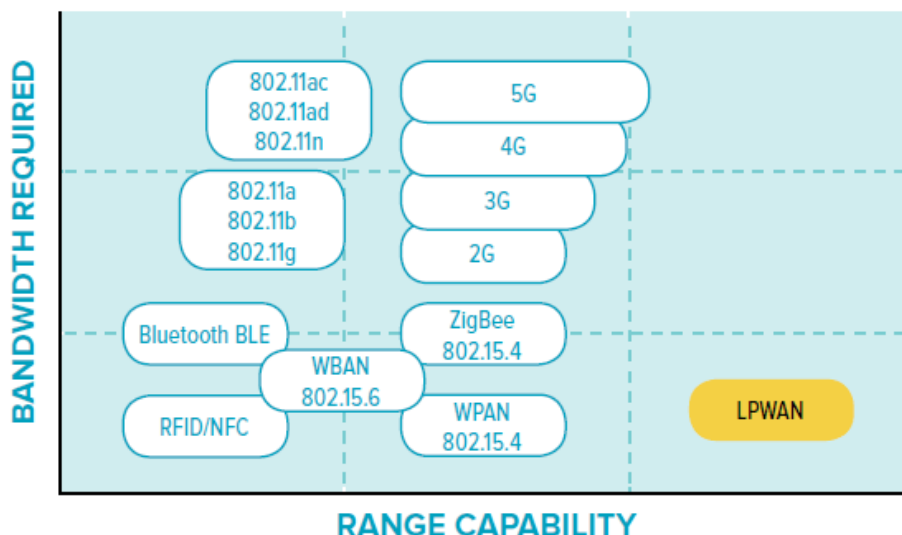 BANDWIDTH REQUIRED
802.11ac
802.11ad
802.11n
5G
4G
802.11a
802.11b
802.11g
3G
2G
Bluetooth BLE
ZigBee
802.15.4
WBAN
802.15.6
RFID/NFC
WPAN
802.15.4
LPWAN
RANGE CAPABILITY